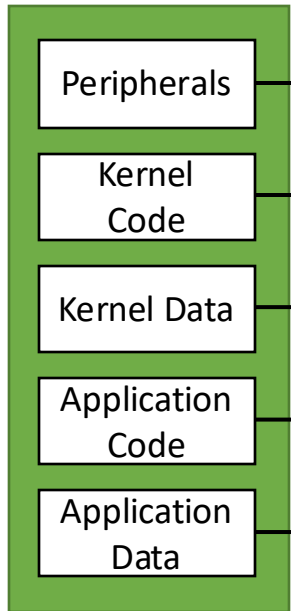 Peripherals
Kernel
Code
Kernel Data
Application
Code
Application
Data